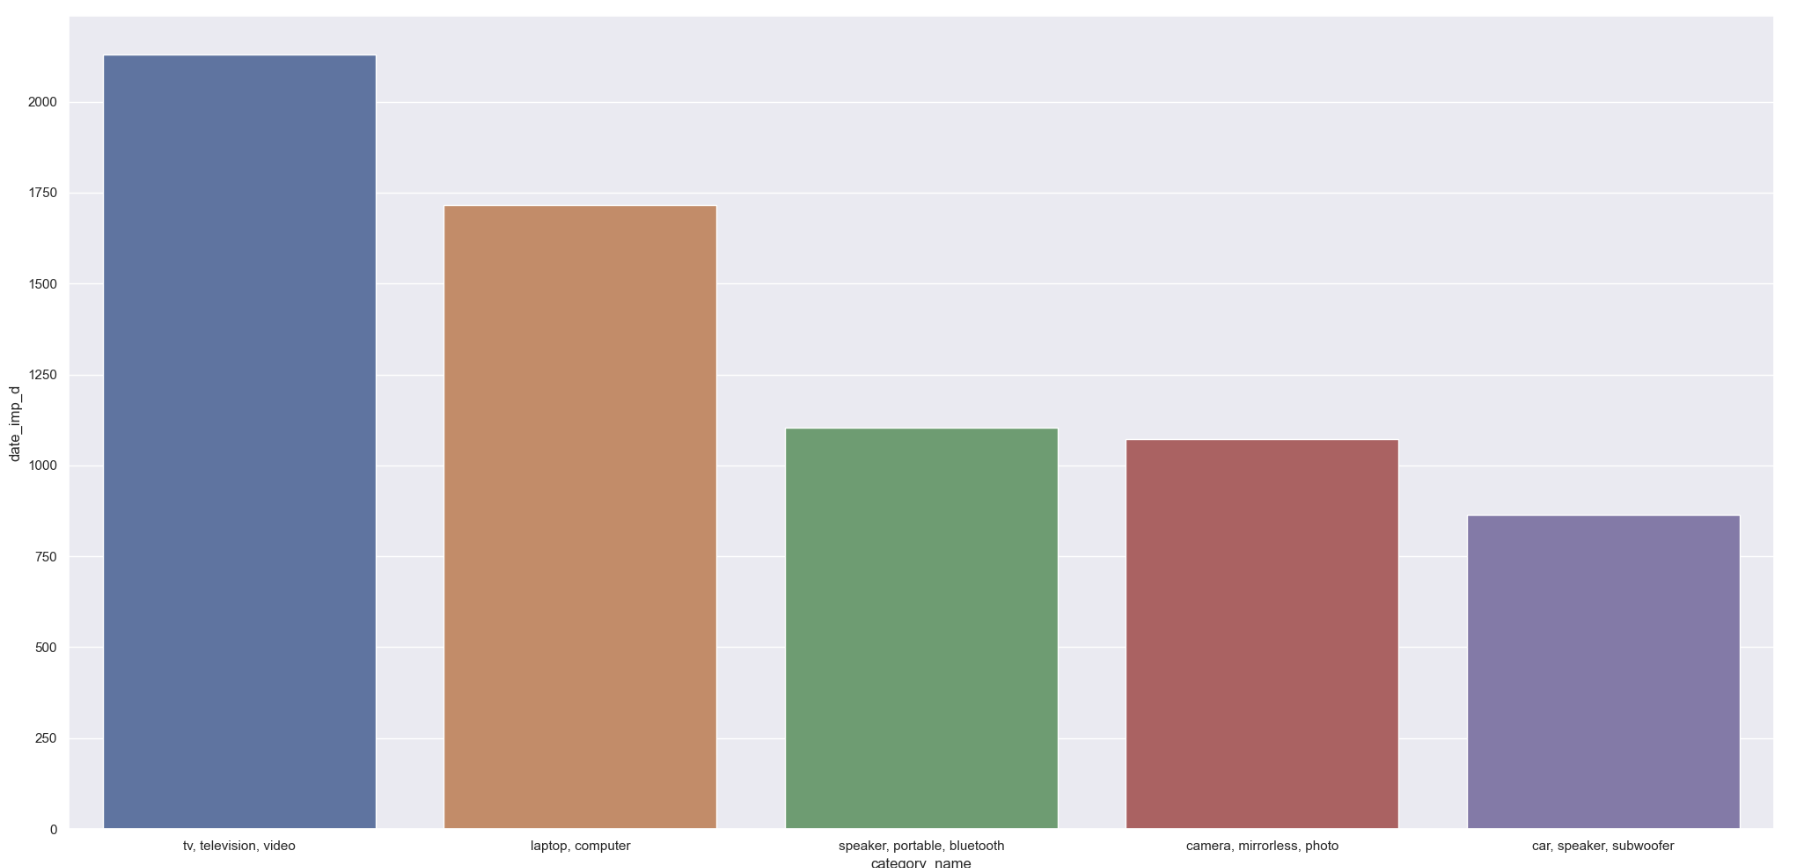 2000
1750
1500
1250
1000
750
500
250
0
date_imp_d
tv, television, video
laptop, computer
speaker, portable, bluetooth
camera, mirrorless, photo
car, speaker, subwoofer
category_name